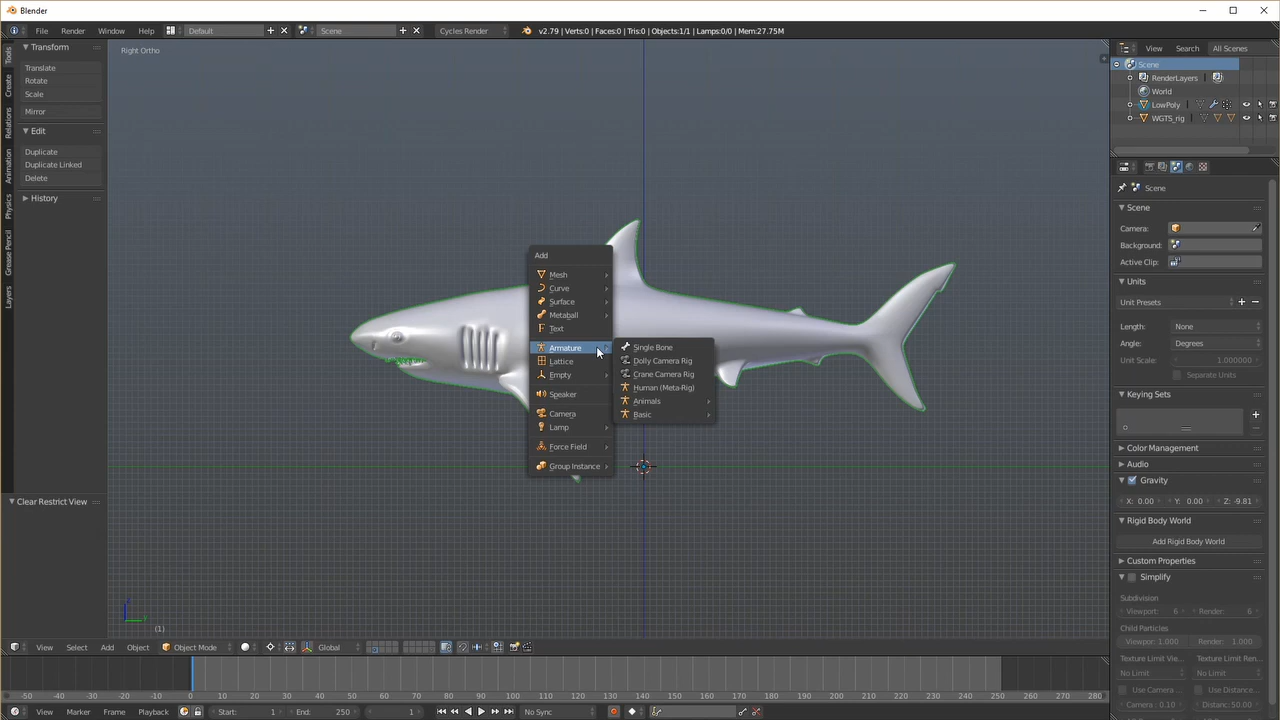 Blender
File Render Window Help Default Scene Cycles Render v2.79 | Verts:0 | Faces:0 | Tris:0 | Objects:1/1 | Lamps:0/0 | Mem:27.75M
Tools
Create
Relations
Animation
Physics
Grease Pencil
Layers
Transform
Translate
Rotate
Scale
Mirror
Edit
Duplicate
Duplicate Linked
Delete
History
Clear Restrict View
Right Ortho
Add
Mesh
Curve
Surface
Metaball
Text
Armature
Lattice
Empty
Speaker
Camera
Lamp
Force Field
Group Instance
Single Bone
Dolly Camera Rig
Crane Camera Rig
Human (Meta-Rig)
Animals
Basic
(1)
View Search All Scenes
Scene
RenderLayers
World
LowPoly
WGTS_rig
Scene
Scene
Camera:
Background:
Active Clip:
Units
Unit Presets
Length: None
Angle: Degrees
Unit Scale: 1.000000
Separate Units
Keying Sets
Color Management
Audio
Gravity
X: 0.00 Y: 0.00 Z: -9.81
Rigid Body World
Add Rigid Body World
Custom Properties
Simplify
Subdivision
Viewport: 6 Render: 6
Child Particles
Viewpor: 1.000 Render: 1.000
Texture Limit Vie... Texture Limit Ren...
No Limit No Limit
Use Camera ... Use Distance...
Camera: 0.10 Distanc: 50.00
View Select Add Object Object Mode Global
-50 -40 -30 -20 -10 0 10 20 30 40 50 60 70 80 90 100 110 120 130 140 150 160 170 180 190 200 210 220 230 240 250 260 270 280
View Marker Frame Playback Start: 1 End: 250 1 No Sync